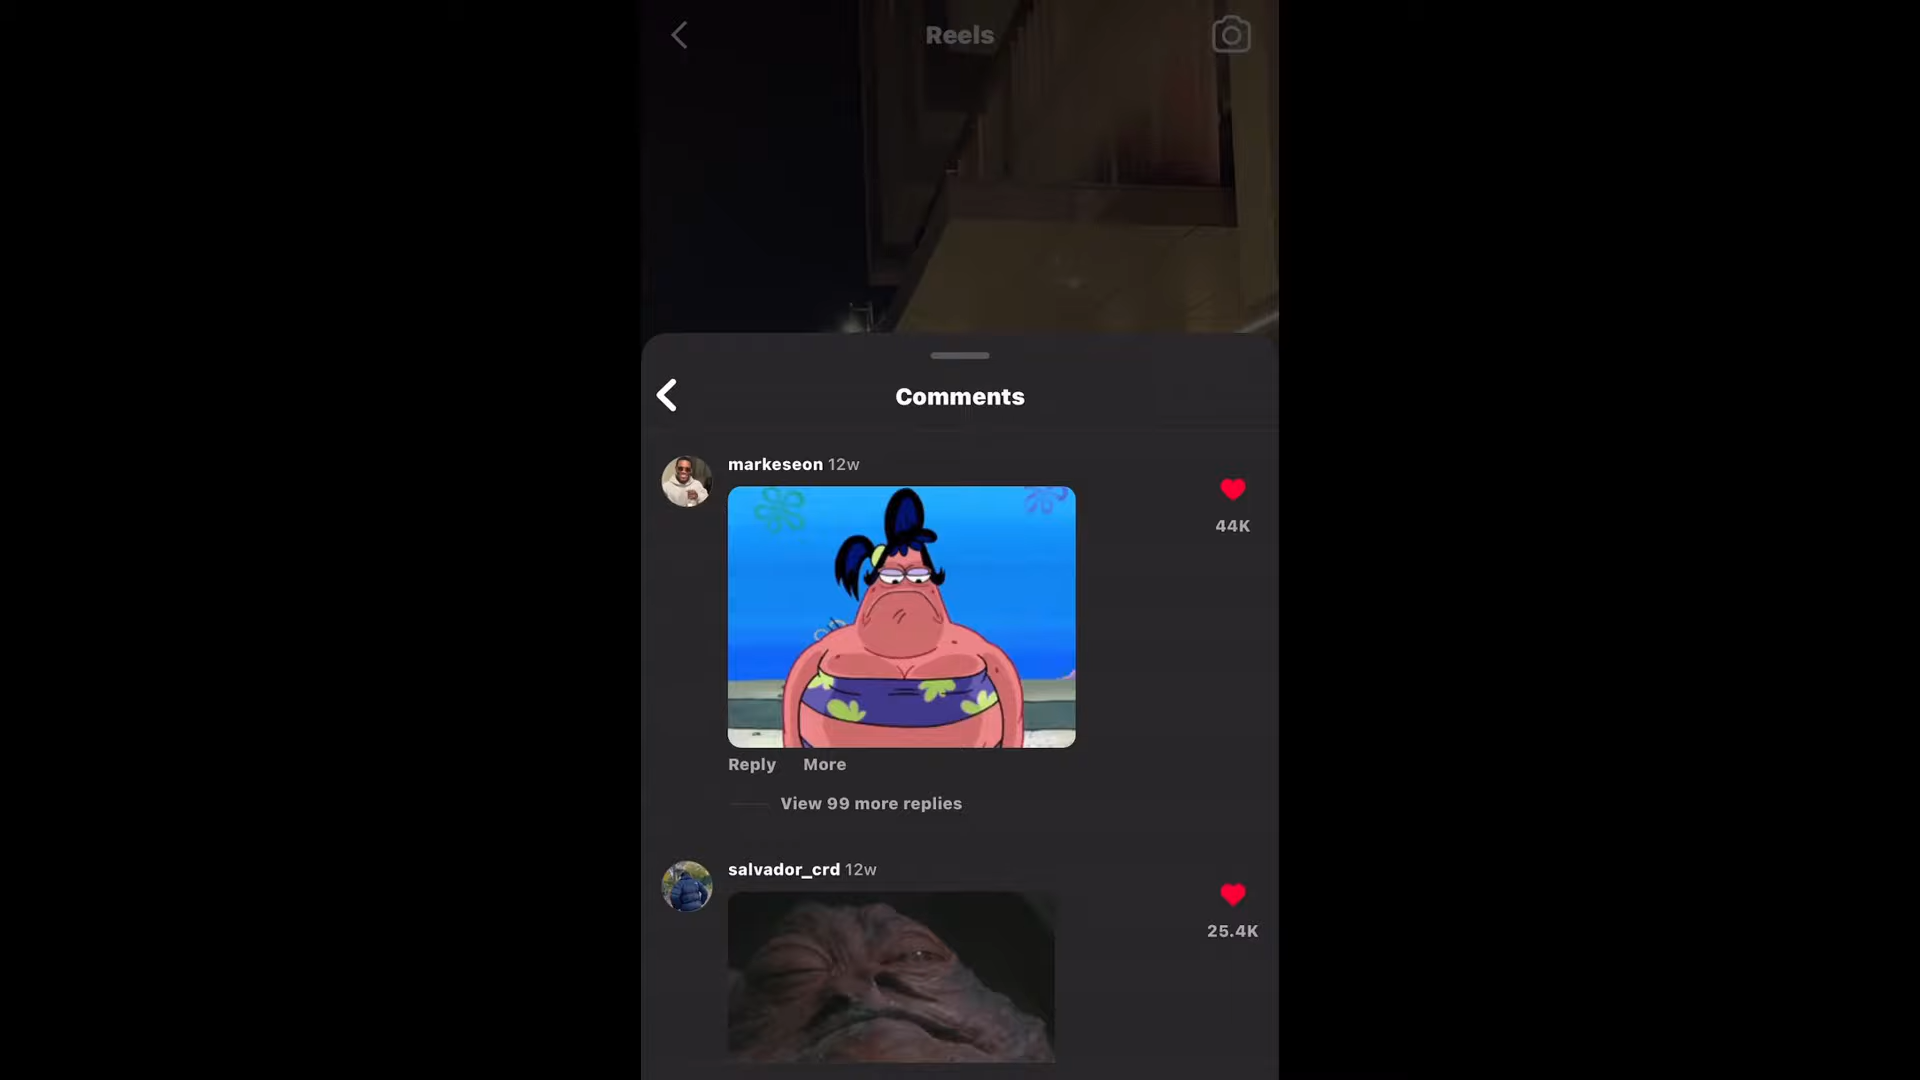 Reels
Comments
markeseon 12w
44K
Reply More
View 99 more replies
salvador_crd 12w
25.4K